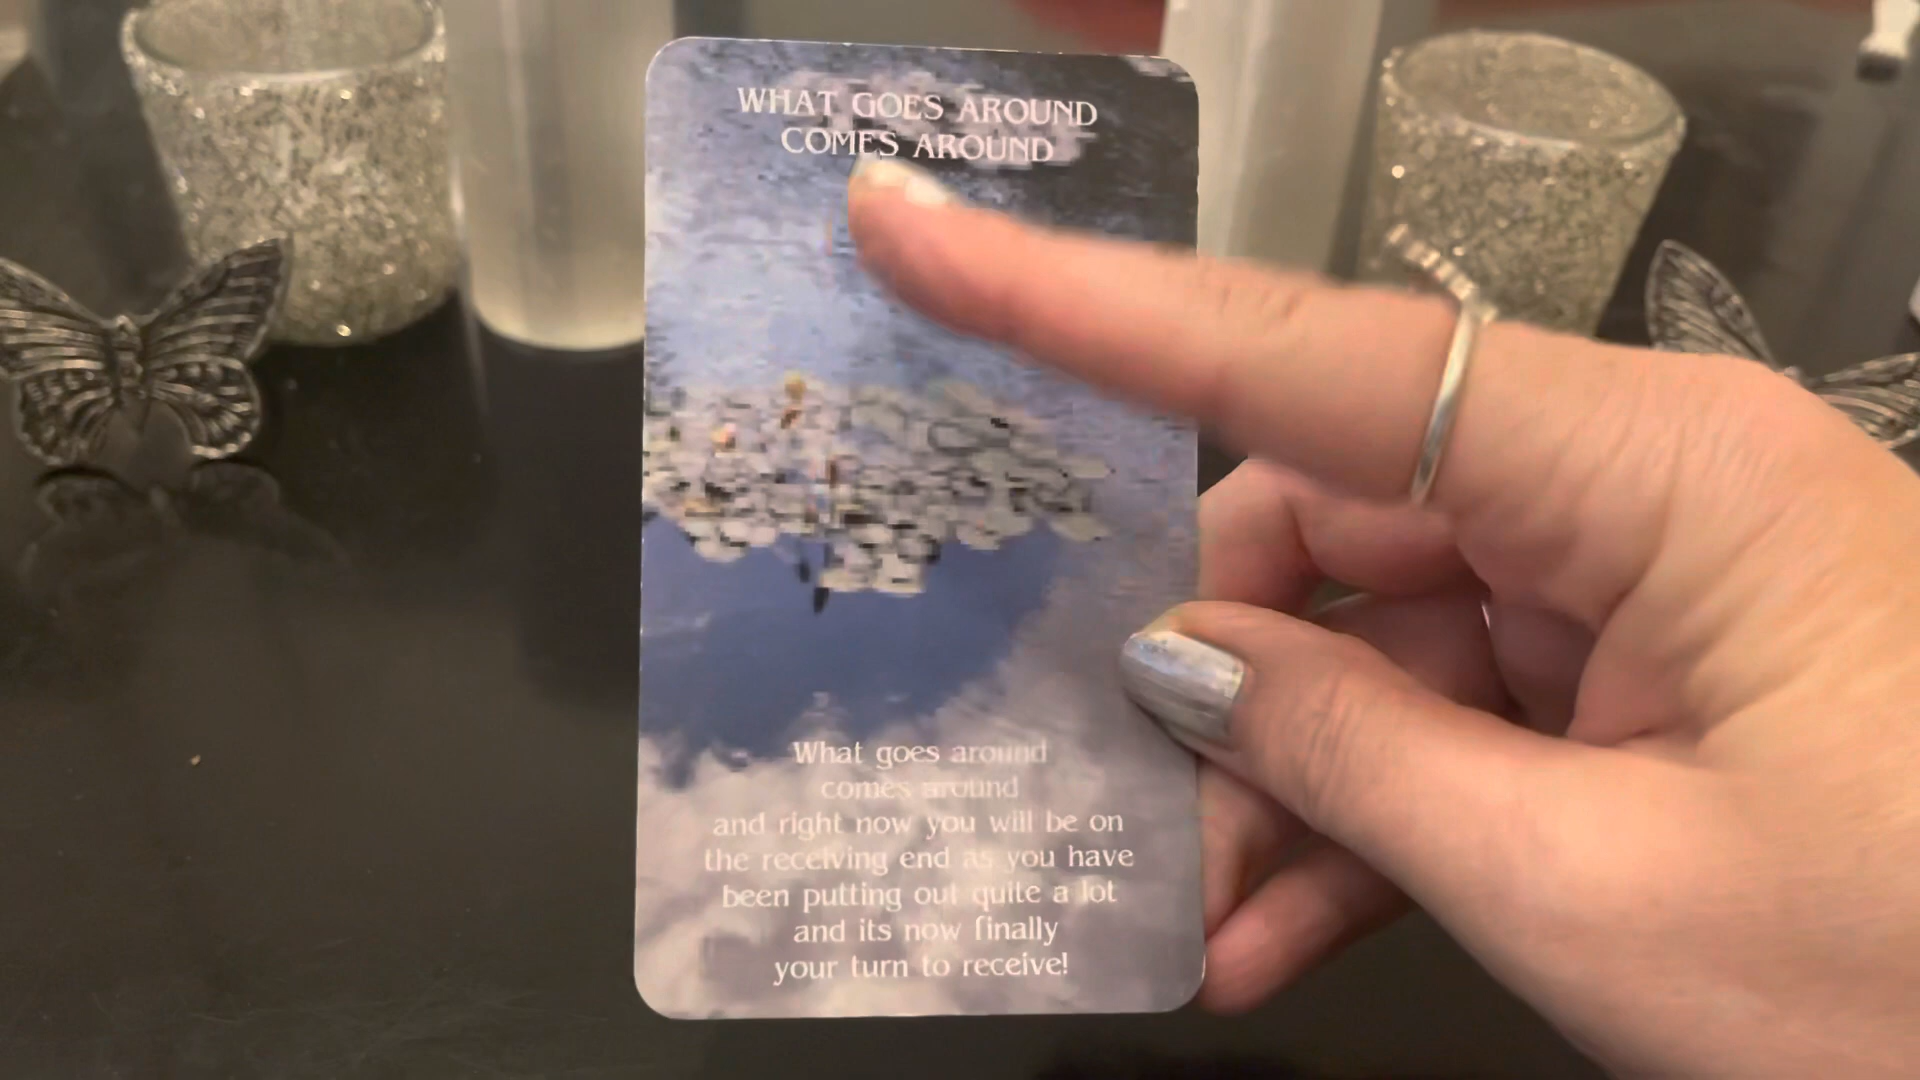 WHAT GOES AROUND
COMES AROUND
What goes around
comes around
and right now you will be on
the receiving end as you have
been putting out quite a lot
and its now finally
your turn to receive!